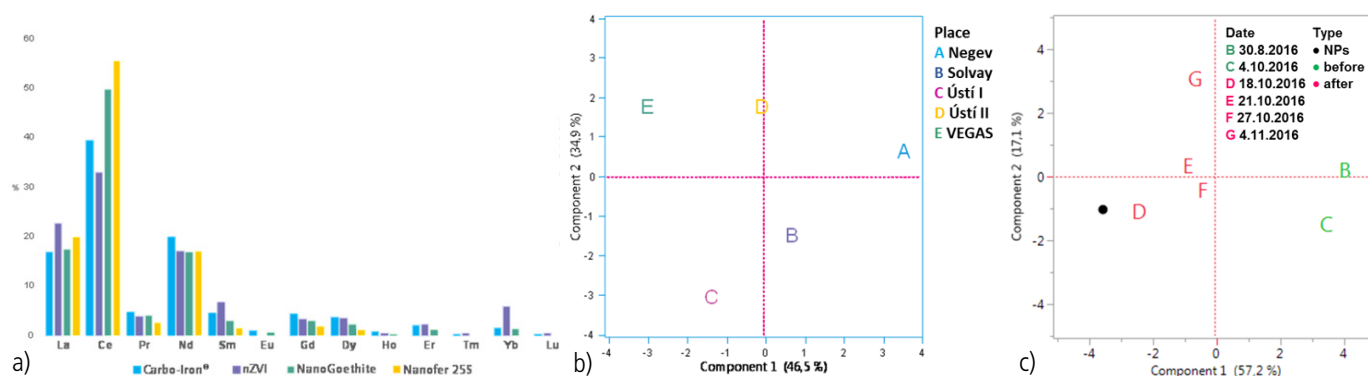 60
50
40
30
%
20
10
0
La Ce Pr Nd Sm Eu Gd Dy Ho Er Tm Yb Lu
Carbo-Iron® nZVI NanoGoethite Nanofer 25S
a)
4
3
2
1
0
-1
-2
-3
-4
Component 2 (34,9 %)
-4 -3 -2 -1 0 1 2 3 4
Component 1 (46,5 %)
E
D
A
B
C
Place
A Negev
B Solvay
C Ústí I
D Ústí II
E VEGAS
b)
4
2
0
-2
-4
Component 2 (17,1 %)
-4 -2 0 2 4
Component 1 (57,2 %)
G
E
F
D
B
C
Date
B 30.8.2016
C 4.10.2016
D 18.10.2016
E 21.10.2016
F 27.10.2016
G 4.11.2016
Type
NPs
before
after
c)